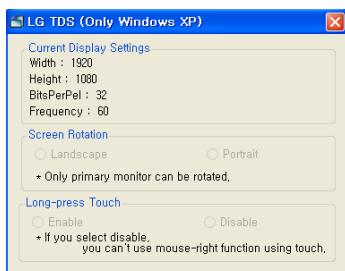 LG TDS (Only Windows XP)
Current Display Settings
Width : 1920
Height : 1080
BitsPerPel : 32
Frequency : 60
Screen Rotation
Landscape Portrait
* Only primary monitor can be rotated,
Long-press Touch
Enable Disable
* If you select disable,
you can't use mouse-right function using touch,